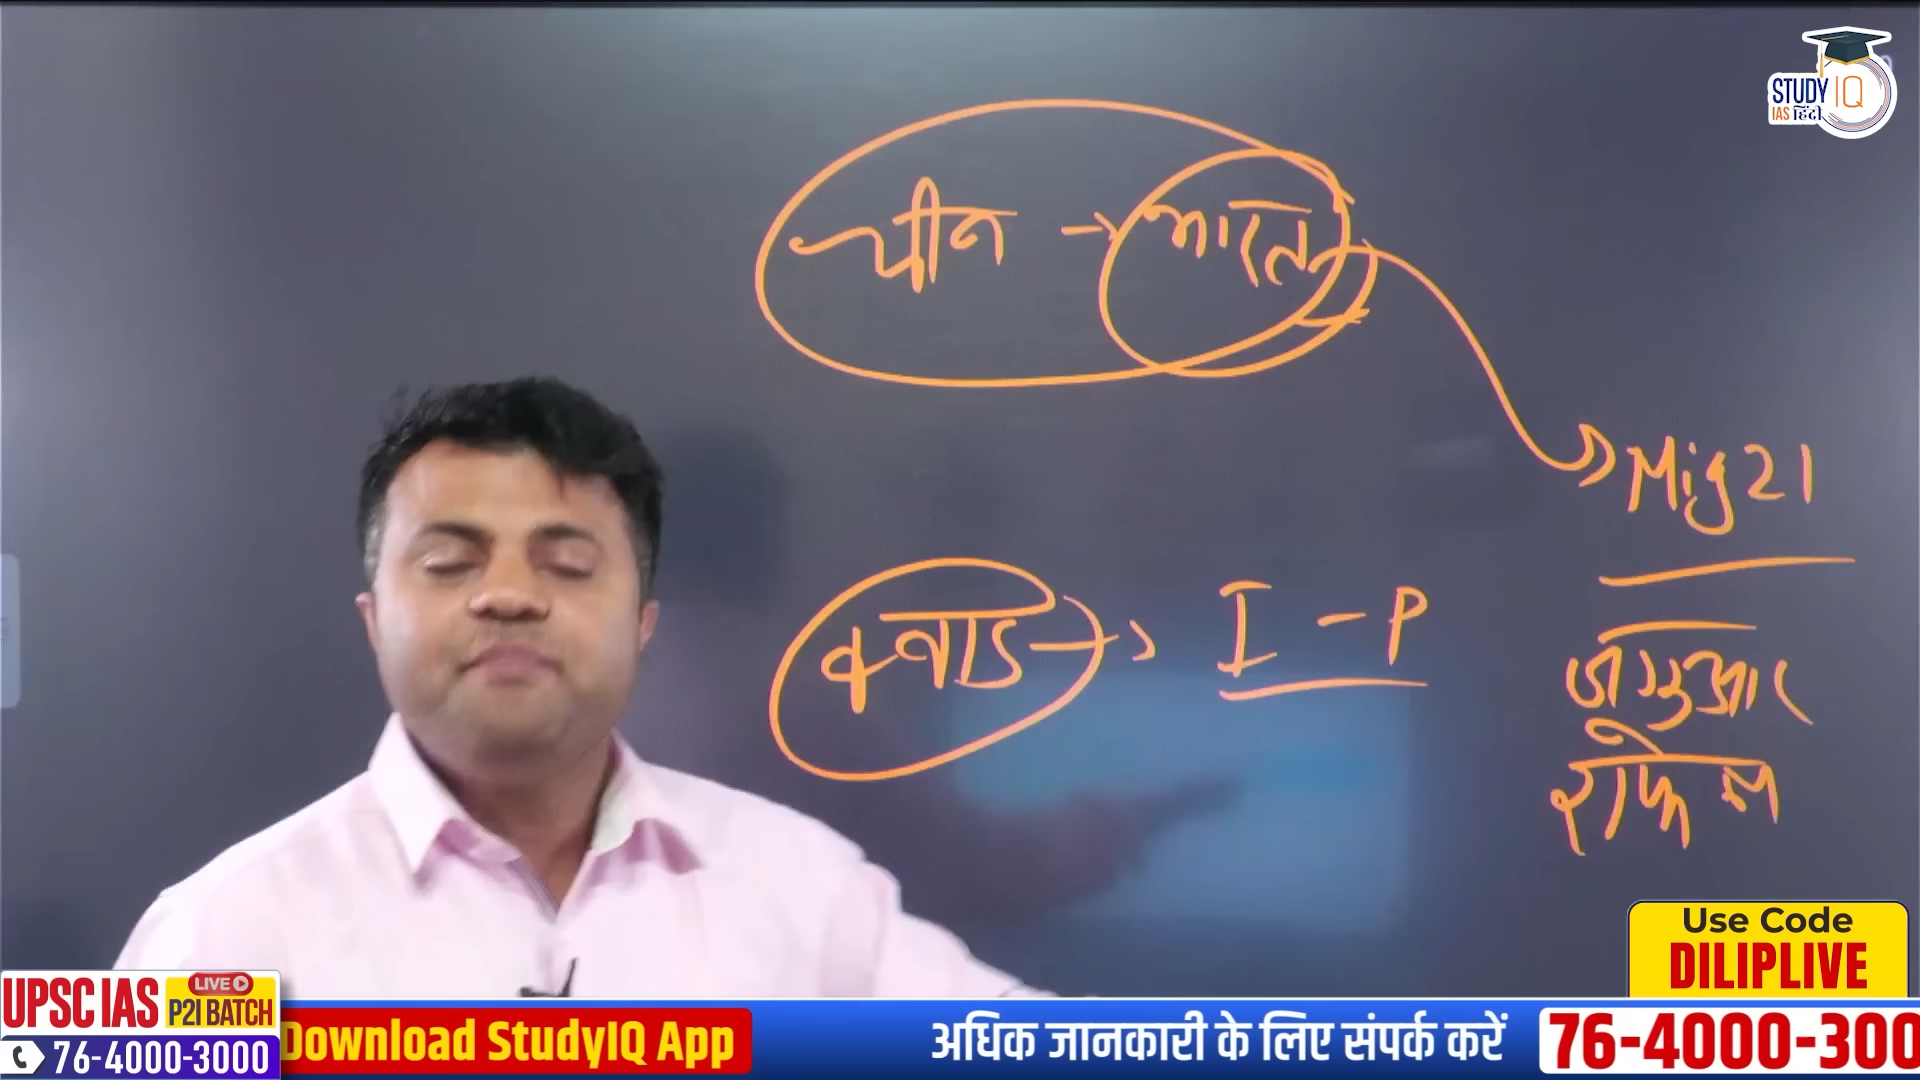 STUDY IQ
IAS हिंदी
चीन → भारत
Mig 21
क्वाड → I - P
जगुआर
राफेल
Use Code
DILIPLIVE
UPSC IAS
LIVE
P2I BATCH
76-4000-3000
Download StudyIQ App
अधिक जानकारी के लिए संपर्क करें
76-4000-300